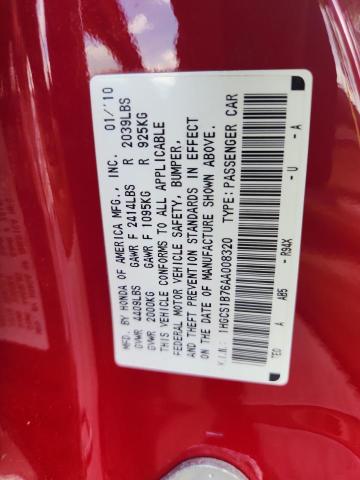 MFD. BY HONDA OF AMERICA MFG., INC. 01/'10
GVWR 4409LBS GAWR F 2414LBS R 2039LBS
GVWR 2000KG GAWR F 1095KG R 925KG
THIS VEHICLE CONFORMS TO ALL APPLICABLE
FEDERAL MOTOR VEHICLE SAFETY, BUMPER,
AND THEFT PREVENTION STANDARDS IN EFFECT
ON THE DATE OF MANUFACTURE SHOWN ABOVE.
V.I.N.: 1HGCS1B76AA008320 TYPE:PASSENGER CAR
TE0 A AB5 - R94X - U - A